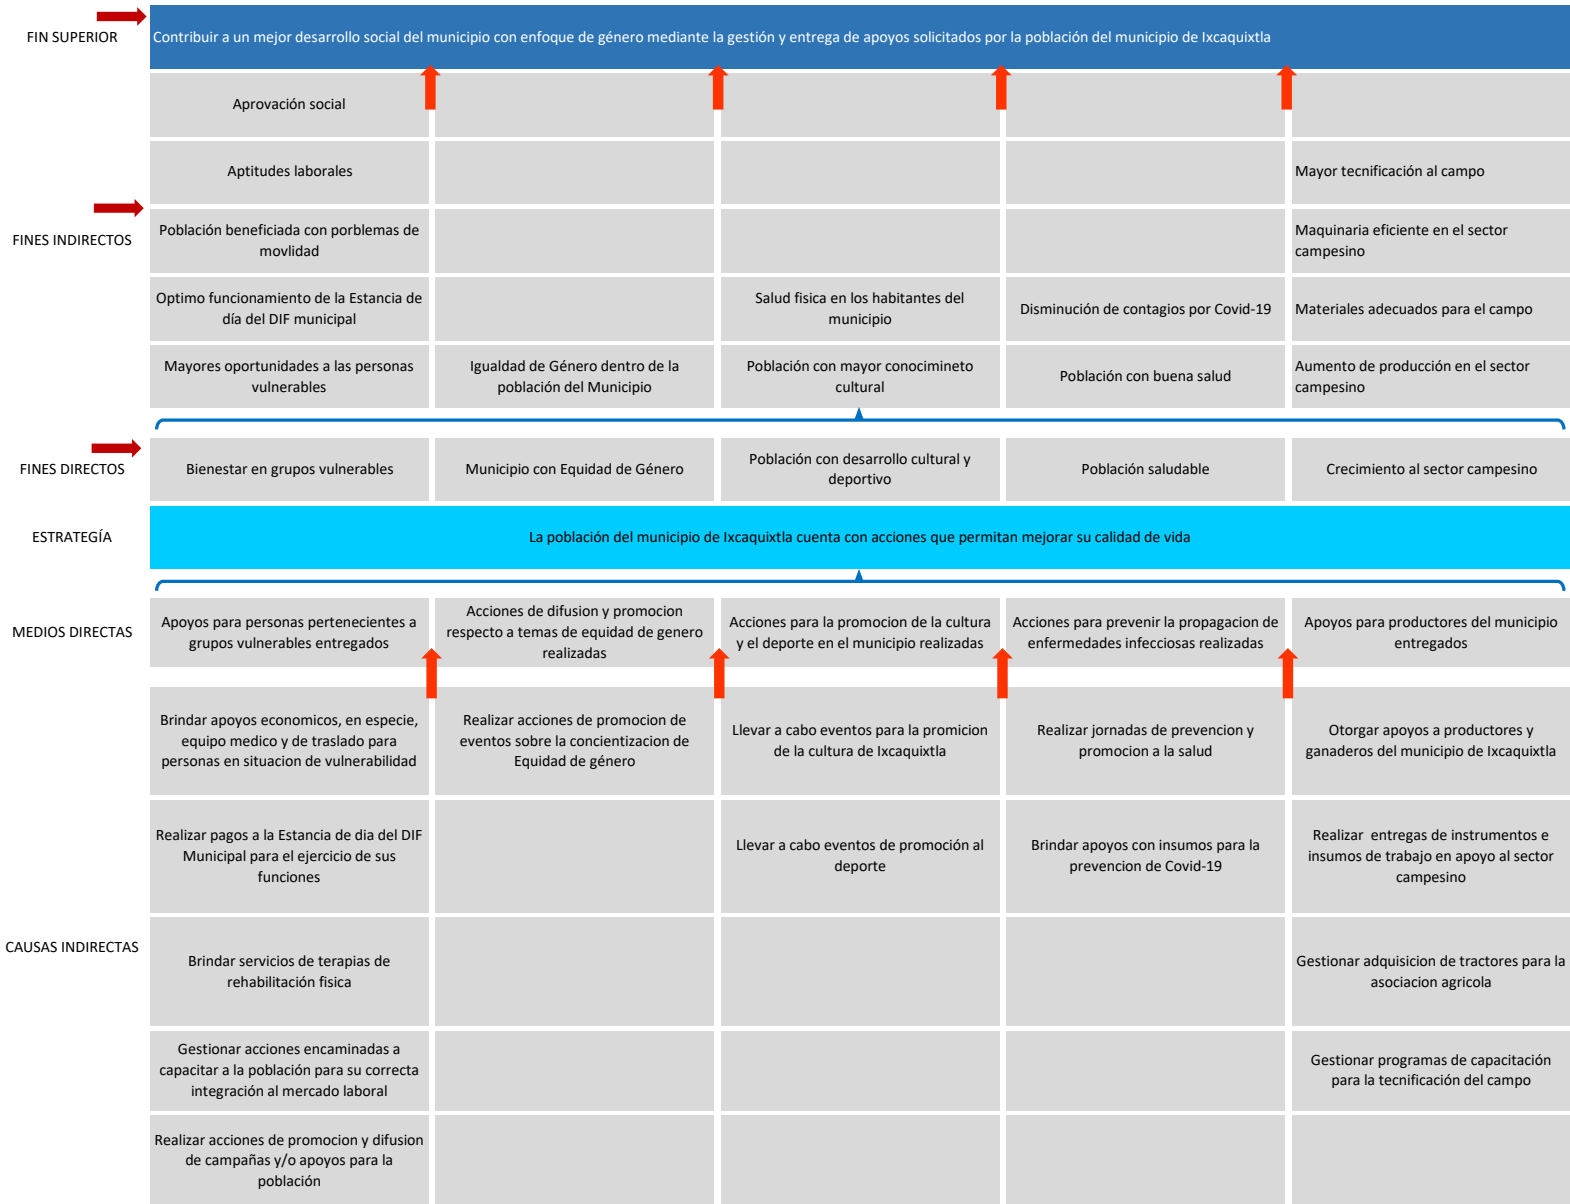 FIN SUPERIOR
Contribuir a un mejor desarrollo social del municipio con enfoque de género mediante la gestión y entrega de apoyos solicitados por la población del municipio de Ixcaquixtla
Aprovación social
Aptitudes laborales
Mayor tecnificación al campo
FINES INDIRECTOS
Población beneficiada con porblemas de
movlidad
Maquinaria eficiente en el sector
campesino
Optimo funcionamiento de la Estancia de
día del DIF municipal
Salud fisica en los habitantes del
municipio
Disminución de contagios por Covid-19
Materiales adecuados para el campo
Mayores oportunidades a las personas
vulnerables
Igualdad de Género dentro de la
población del Municipio
Población con mayor conocimineto
cultural
Población con buena salud
Aumento de producción en el sector
campesino
FINES DIRECTOS
Bienestar en grupos vulnerables
Municipio con Equidad de Género
Población con desarrollo cultural y
deportivo
Población saludable
Crecimiento al sector campesino
ESTRATEGÍA
La población del municipio de Ixcaquixtla cuenta con acciones que permitan mejorar su calidad de vida
MEDIOS DIRECTAS
Apoyos para personas pertenecientes a
grupos vulnerables entregados
Acciones de difusion y promocion
respecto a temas de equidad de genero
realizadas
Acciones para la promocion de la cultura
y el deporte en el municipio realizadas
Acciones para prevenir la propagacion de
enfermedades infecciosas realizadas
Apoyos para productores del municipio
entregados
Brindar apoyos economicos, en especie,
equipo medico y de traslado para
personas en situacion de vulnerabilidad
Realizar acciones de promocion de
eventos sobre la concientizacion de
Equidad de género
Llevar a cabo eventos para la promicion
de la cultura de Ixcaquixtla
Realizar jornadas de prevencion y
promocion a la salud
Otorgar apoyos a productores y
ganaderos del municipio de Ixcaquixtla
Realizar pagos a la Estancia de dia del DIF
Municipal para el ejercicio de sus
funciones
Llevar a cabo eventos de promoción al
deporte
Brindar apoyos con insumos para la
prevencion de Covid-19
Realizar  entregas de instrumentos e
insumos de trabajo en apoyo al sector
campesino
CAUSAS INDIRECTAS
Brindar servicios de terapias de
rehabilitación fisica
Gestionar adquisicion de tractores para la
asociacion agricola
Gestionar acciones encaminadas a
capacitar a la población para su correcta
integración al mercado laboral
Gestionar programas de capacitación
para la tecnificación del campo
Realizar acciones de promocion y difusion
de campañas y/o apoyos para la
población